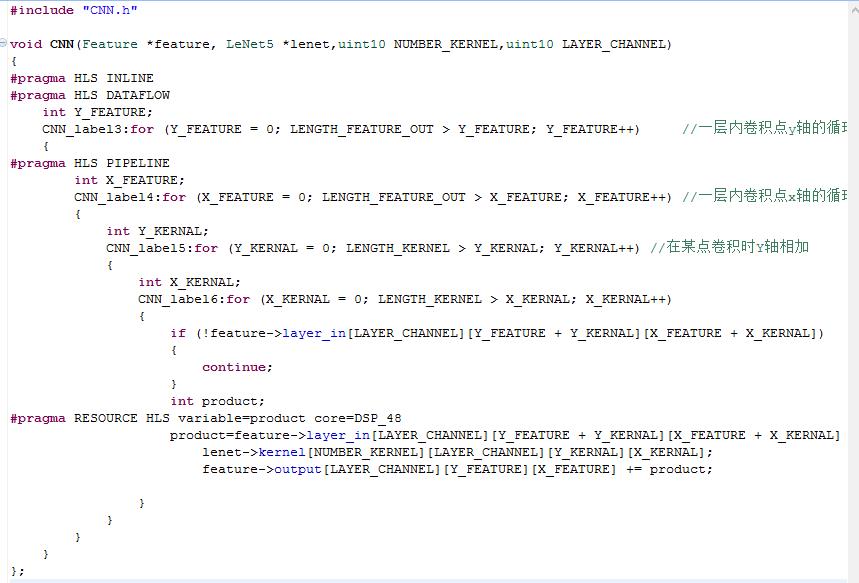 #include "CNN.h"
void CNN(Feature *feature, LeNet5 *lenet,uint10 NUMBER_KERNEL,uint10 LAYER_CHANNEL)
{
#pragma HLS INLINE
#pragma HLS DATAFLOW
int Y_FEATURE;
CNN_label3:for (Y_FEATURE = 0; LENGTH_FEATURE_OUT > Y_FEATURE; Y_FEATURE++) //一层内卷积点y轴的循
{
#pragma HLS PIPELINE
int X_FEATURE;
CNN_label4:for (X_FEATURE = 0; LENGTH_FEATURE_OUT > X_FEATURE; X_FEATURE++) //一层内卷积点x轴的循
{
int Y_KERNAL;
CNN_label5:for (Y_KERNAL = 0; LENGTH_KERNEL > Y_KERNAL; Y_KERNAL++) //在某点卷积时Y轴相加
{
int X_KERNAL;
CNN_label6:for (X_KERNAL = 0; LENGTH_KERNEL > X_KERNAL; X_KERNAL++)
{
if (!feature->layer_in[LAYER_CHANNEL][Y_FEATURE + Y_KERNAL][X_FEATURE + X_KERNAL])
{
continue;
}
int product;
#pragma RESOURCE HLS variable=product core=DSP_48
product=feature->layer_in[LAYER_CHANNEL][Y_FEATURE + Y_KERNAL][X_FEATURE + X_KERNAL]
lenet->kernel[NUMBER_KERNEL][LAYER_CHANNEL][Y_KERNAL][X_KERNAL];
feature->output[LAYER_CHANNEL][Y_FEATURE][X_FEATURE] += product;
}
}
}
}
};